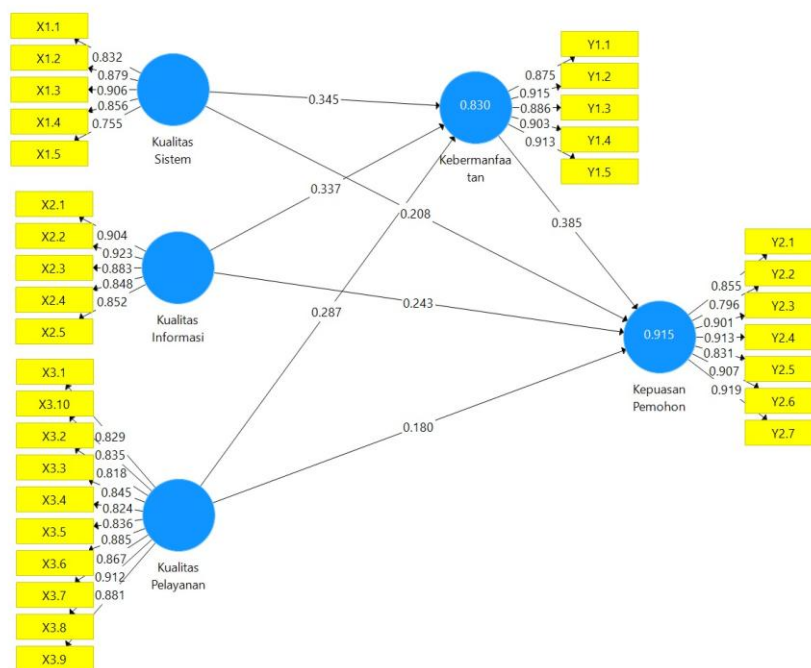 X1.1
X1.2
X1.3
X1.4
X1.5
0.832
0.879
0.906
0.856
0.755
Kualitas
Sistem
X2.1
X2.2
X2.3
X2.4
X2.5
0.904
0.923
0.883
0.848
0.852
Kualitas
Informasi
X3.1
X3.10
X3.2
X3.3
X3.4
X3.5
X3.6
X3.7
X3.8
X3.9
0.829
0.835
0.818
0.845
0.824
0.836
0.885
0.867
0.912
0.881
Kualitas
Pelayanan
0.345
0.337
0.287
0.208
0.243
0.180
0.385
0.830
Kebermanfaa
tan
0.875
0.915
0.886
0.903
0.913
Y1.1
Y1.2
Y1.3
Y1.4
Y1.5
0.915
Kepuasan
Pemohon
0.855
0.796
0.901
0.913
0.831
0.907
0.919
Y2.1
Y2.2
Y2.3
Y2.4
Y2.5
Y2.6
Y2.7